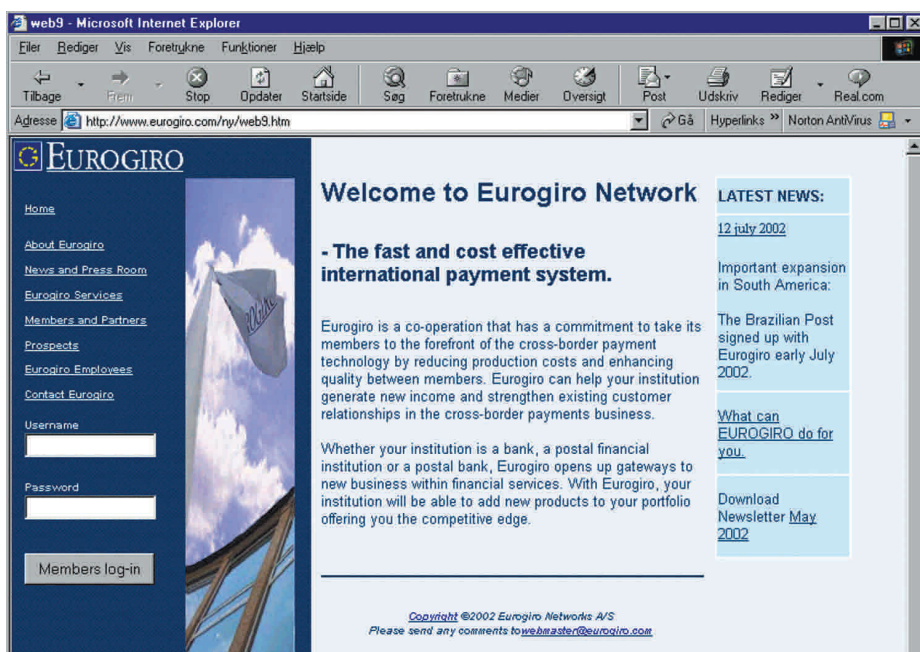 web9 - Microsoft Internet Explorer
Filer Rediger Vis Foretrukne Funktioner Hjælp
Tilbage Frem Stop Opdater Startside Søg Foretrukne Medier Oversigt Post Udskriv Rediger Real.com
Adresse http://www.eurogiro.com/ny/web9.htm Gå Hyperlinks » Norton AntiVirus
EUROGIRO
Home
About Eurogiro
News and Press Room
Eurogiro Services
Members and Partners
Prospects
Eurogiro Employees
Contact Eurogiro
Username
Password
Members log-in
Welcome to Eurogiro Network
- The fast and cost effective
international payment system.
Eurogiro is a co-operation that has a commitment to take its
members to the forefront of the cross-border payment
technology by reducing production costs and enhancing
quality between members. Eurogiro can help your institution
generate new income and strengthen existing customer
relationships in the cross-border payments business.
Whether your institution is a bank, a postal financial
institution or a postal bank, Eurogiro opens up gateways to
new business within financial services. With Eurogiro, your
institution will be able to add new products to your portfolio
offering you the competitive edge.
Copyright ©2002 Eurogiro Networks A/S
Please send any comments to webmaster@eurogiro.com
LATEST NEWS:
12 july 2002
Important expansion
in South America:
The Brazilian Post
signed up with
Eurogiro early July
2002.
What can
EUROGIRO do for
you.
Download
Newsletter May
2002